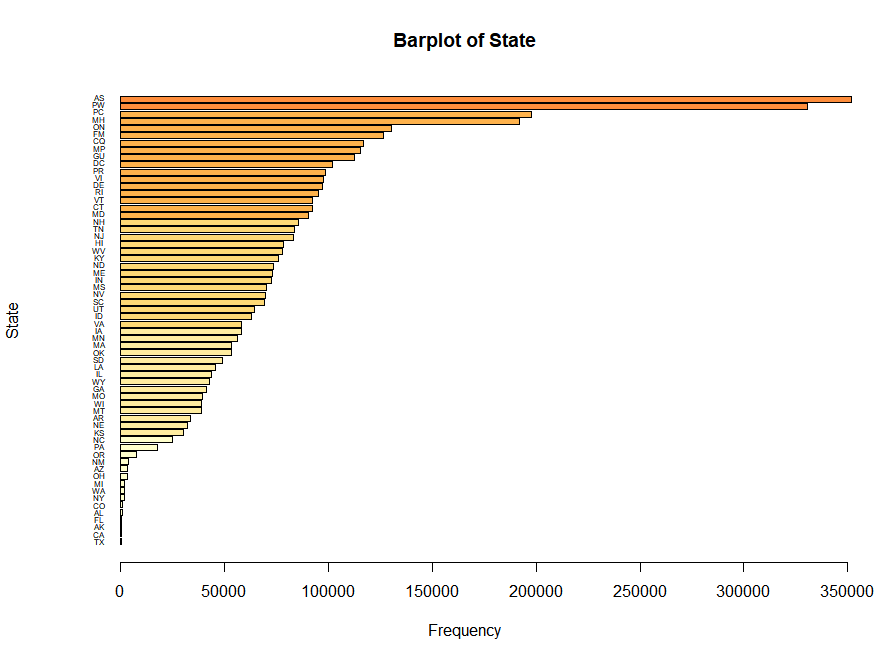 Barplot of State
AS
PW
PC
MH
ON
FM
CQ
MP
GU
DC
PR
VI
DE
RI
VT
CT
MD
NH
TN
NJ
HI
WV
KY
ND
ME
IN
MS
NV
SC
UT
ID
VA
IA
MN
MA
OK
SD
LA
IL
WY
GA
MO
WI
MT
AR
NE
KS
NC
PA
OR
NM
AZ
OH
MI
WA
NY
CO
AL
FL
AK
CA
TX
State
0 50000 100000 150000 200000 250000 300000 350000
Frequency